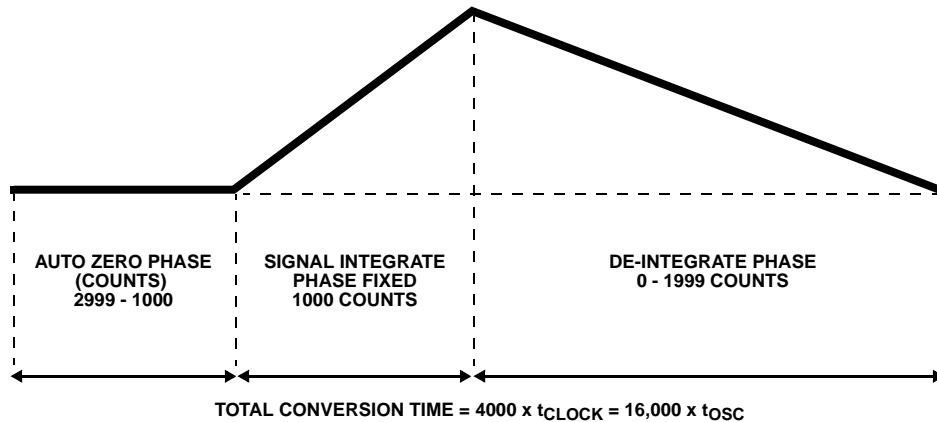 AUTO ZERO PHASE
(COUNTS)
2999 - 1000
SIGNAL INTEGRATE
PHASE FIXED
1000 COUNTS
DE-INTEGRATE PHASE
0 - 1999 COUNTS
TOTAL CONVERSION TIME = 4000 x tCLOCK = 16,000 x tOSC